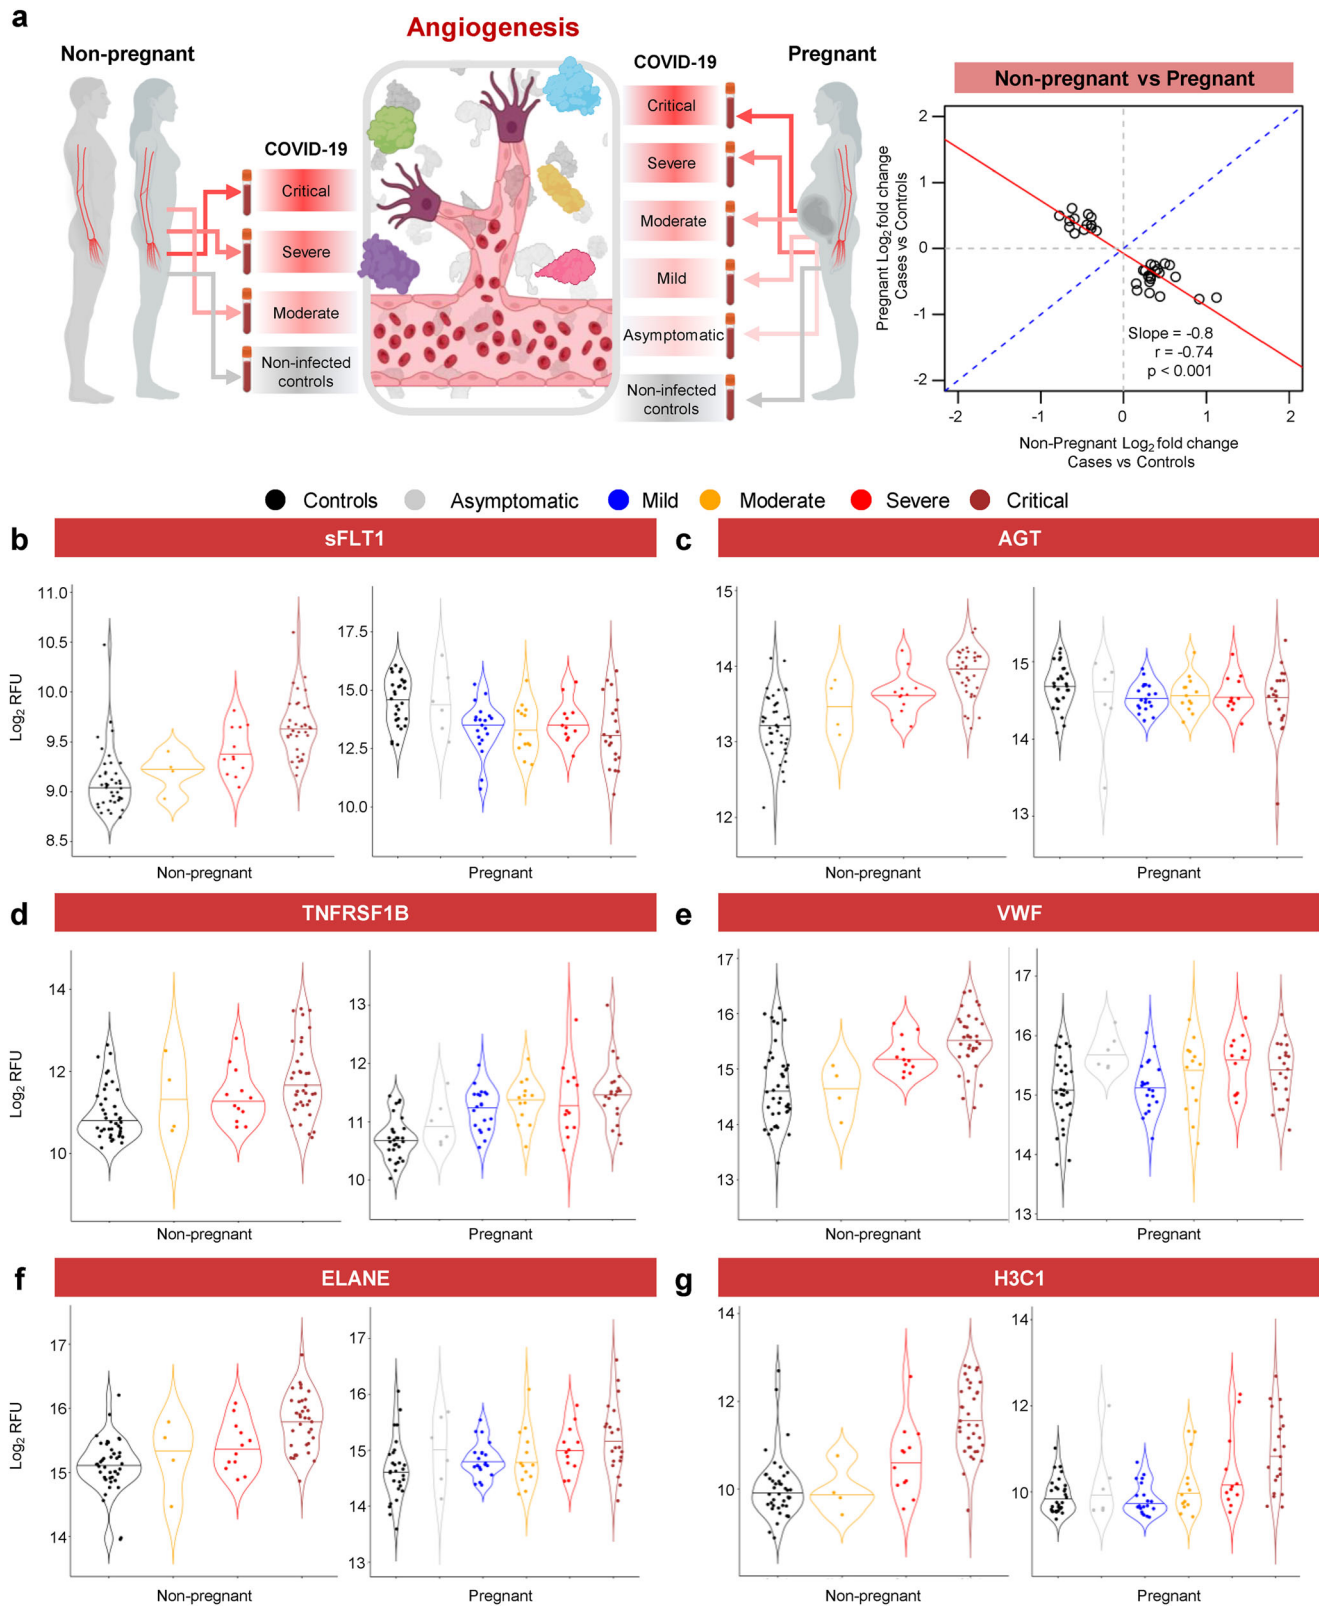 a
Angiogenesis
Non-pregnant
COVID-19
Critical
Severe
Moderate
Non-infected
controls
COVID-19
Critical
Severe
Moderate
Mild
Asymptomatic
Non-infected
controls
Pregnant
Non-pregnant vs Pregnant
Pregnant Log2 fold change
Cases vs Controls
2
1
0
-1
-2
Slope = -0.8
r = -0.74
p < 0.001
-2
-1
0
1
2
Non-Pregnant Log2 fold change
Cases vs Controls
Controls
Asymptomatic
Mild
Moderate
Severe
Critical
b
sFLT1
Log2 RFU
11.0
10.5
10.0
9.5
9.0
8.5
Non-pregnant
17.5
15.0
12.5
10.0
Pregnant
c
AGT
15
14
13
12
Non-pregnant
15
14
13
Pregnant
d
TNFRSF1B
Log2 RFU
14
12
10
Non-pregnant
13
12
11
10
Pregnant
e
VWF
17
16
15
14
13
Non-pregnant
17
16
15
14
13
Pregnant
f
ELANE
Log2 RFU
17
16
15
14
Non-pregnant
17
16
15
14
13
Pregnant
g
H3C1
14
12
10
Non-pregnant
14
12
10
Pregnant